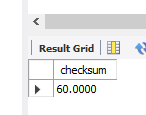 Result Grid
checksum
60.0000